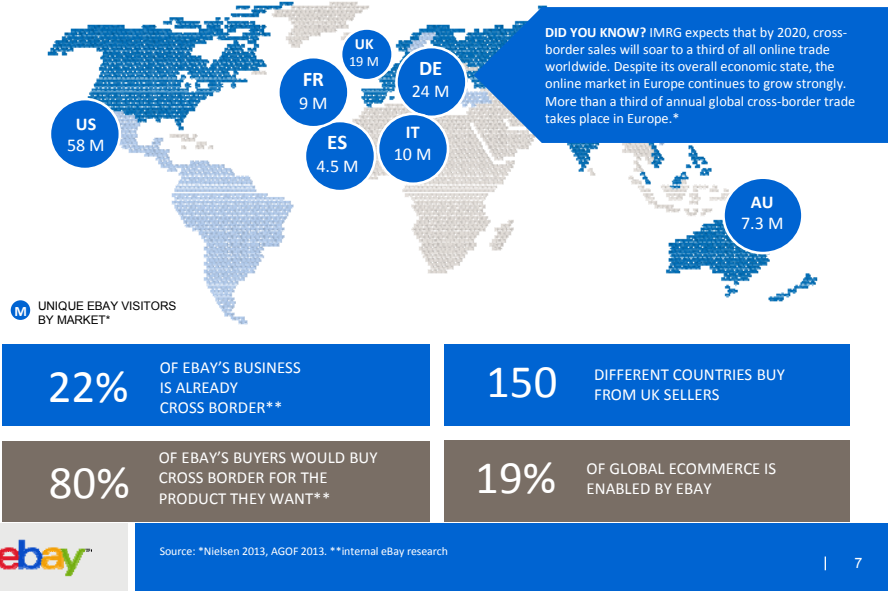 DID YOU KNOW? IMRG expects that by 2020, cross-
border sales will soar to a third of all online trade
worldwide. Despite its overall economic state, the
online market in Europe continues to grow strongly.
More than a third of annual global cross-border trade
takes place in Europe.*
UK
19 M
FR
9 M
DE
24 M
US
58 M
ES
4.5 M
IT
10 M
AU
7.3 M
M UNIQUE EBAY VISITORS
BY MARKET*
22%
OF EBAY'S BUSINESS
IS ALREADY
CROSS BORDER**
150
DIFFERENT COUNTRIES BUY
FROM UK SELLERS
80%
OF EBAY'S BUYERS WOULD BUY
CROSS BORDER FOR THE
PRODUCT THEY WANT**
19%
OF GLOBAL ECOMMERCE IS
ENABLED BY EBAY
ebay
Source: *Nielsen 2013, AGOF 2013. **internal eBay research
| 7